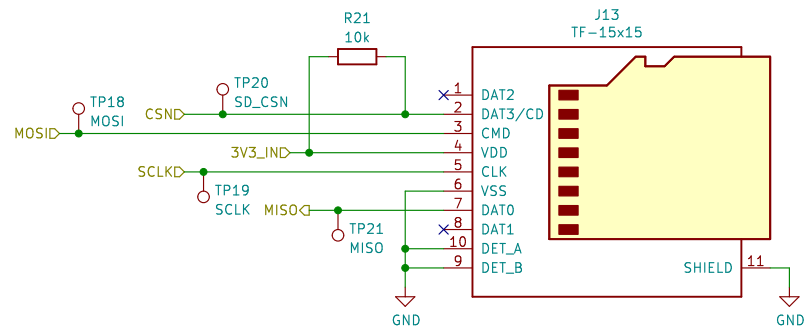 R21
10k
J13
TF-15x15
TP20
SD_CSN
TP18
MOSI
CSN
MOSI
3V3_IN
SCLK
TP19
SCLK
MISO
TP21
MISO
1 DAT2
2 DAT3/CD
3 CMD
4 VDD
5 CLK
6 VSS
7 DAT0
8 DAT1
10 DET_A
9 DET_B
SHIELD 11
GND
GND